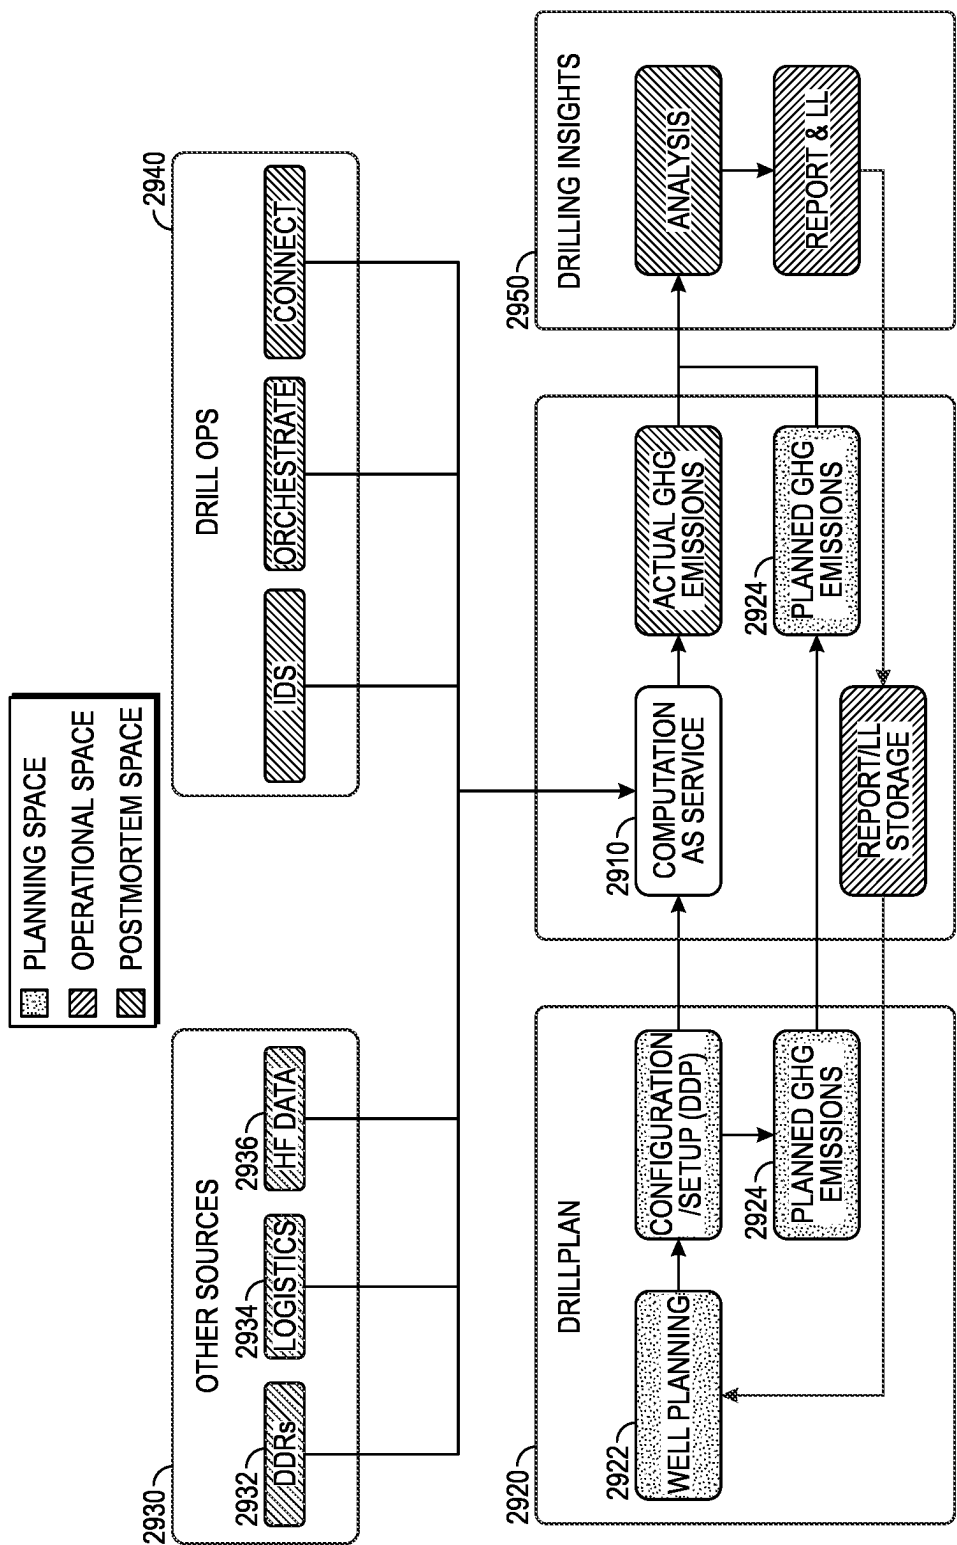 PLANNING SPACE
OPERATIONAL SPACE
POSTMORTEM SPACE
2930
OTHER SOURCES
2932
DDRs
2934
LOGISTICS
2936
HF DATA
2940
DRILL OPS
IDS
ORCHESTRATE
CONNECT
2920
DRILLPLAN
2922
WELL PLANNING
CONFIGURATION
/SETUP (DDP)
2924
PLANNED GHG
EMISSIONS
2910
COMPUTATION
AS SERVICE
ACTUAL GHG
EMISSIONS
2924
PLANNED GHG
EMISSIONS
REPORT/LL
STORAGE
2950
DRILLING INSIGHTS
ANALYSIS
REPORT & LL